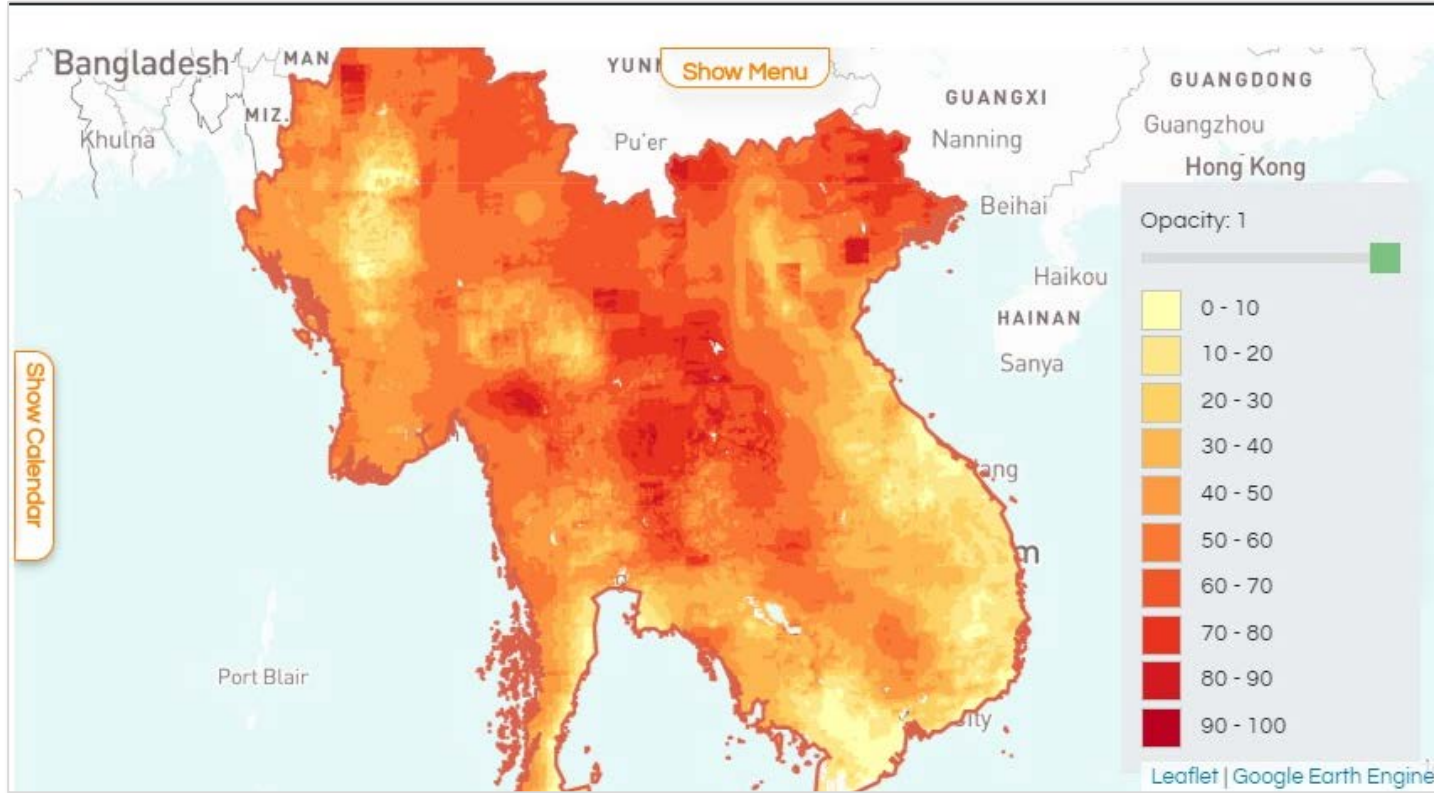 Bangladesh
MAN
YUN
Show Menu
GUANGXI
GUANGDONG
MIZ.
Khulna
Pu'er
Nanning
Guangzhou
Hong Kong
Beihai
Opacity: 1
Haikou
HAINAN
Sanya
0 - 10
10 - 20
20 - 30
30 - 40
40 - 50
50 - 60
60 - 70
70 - 80
80 - 90
90 - 100
Show Calendar
ang
m
Port Blair
ity
Leaflet | Google Earth Engine